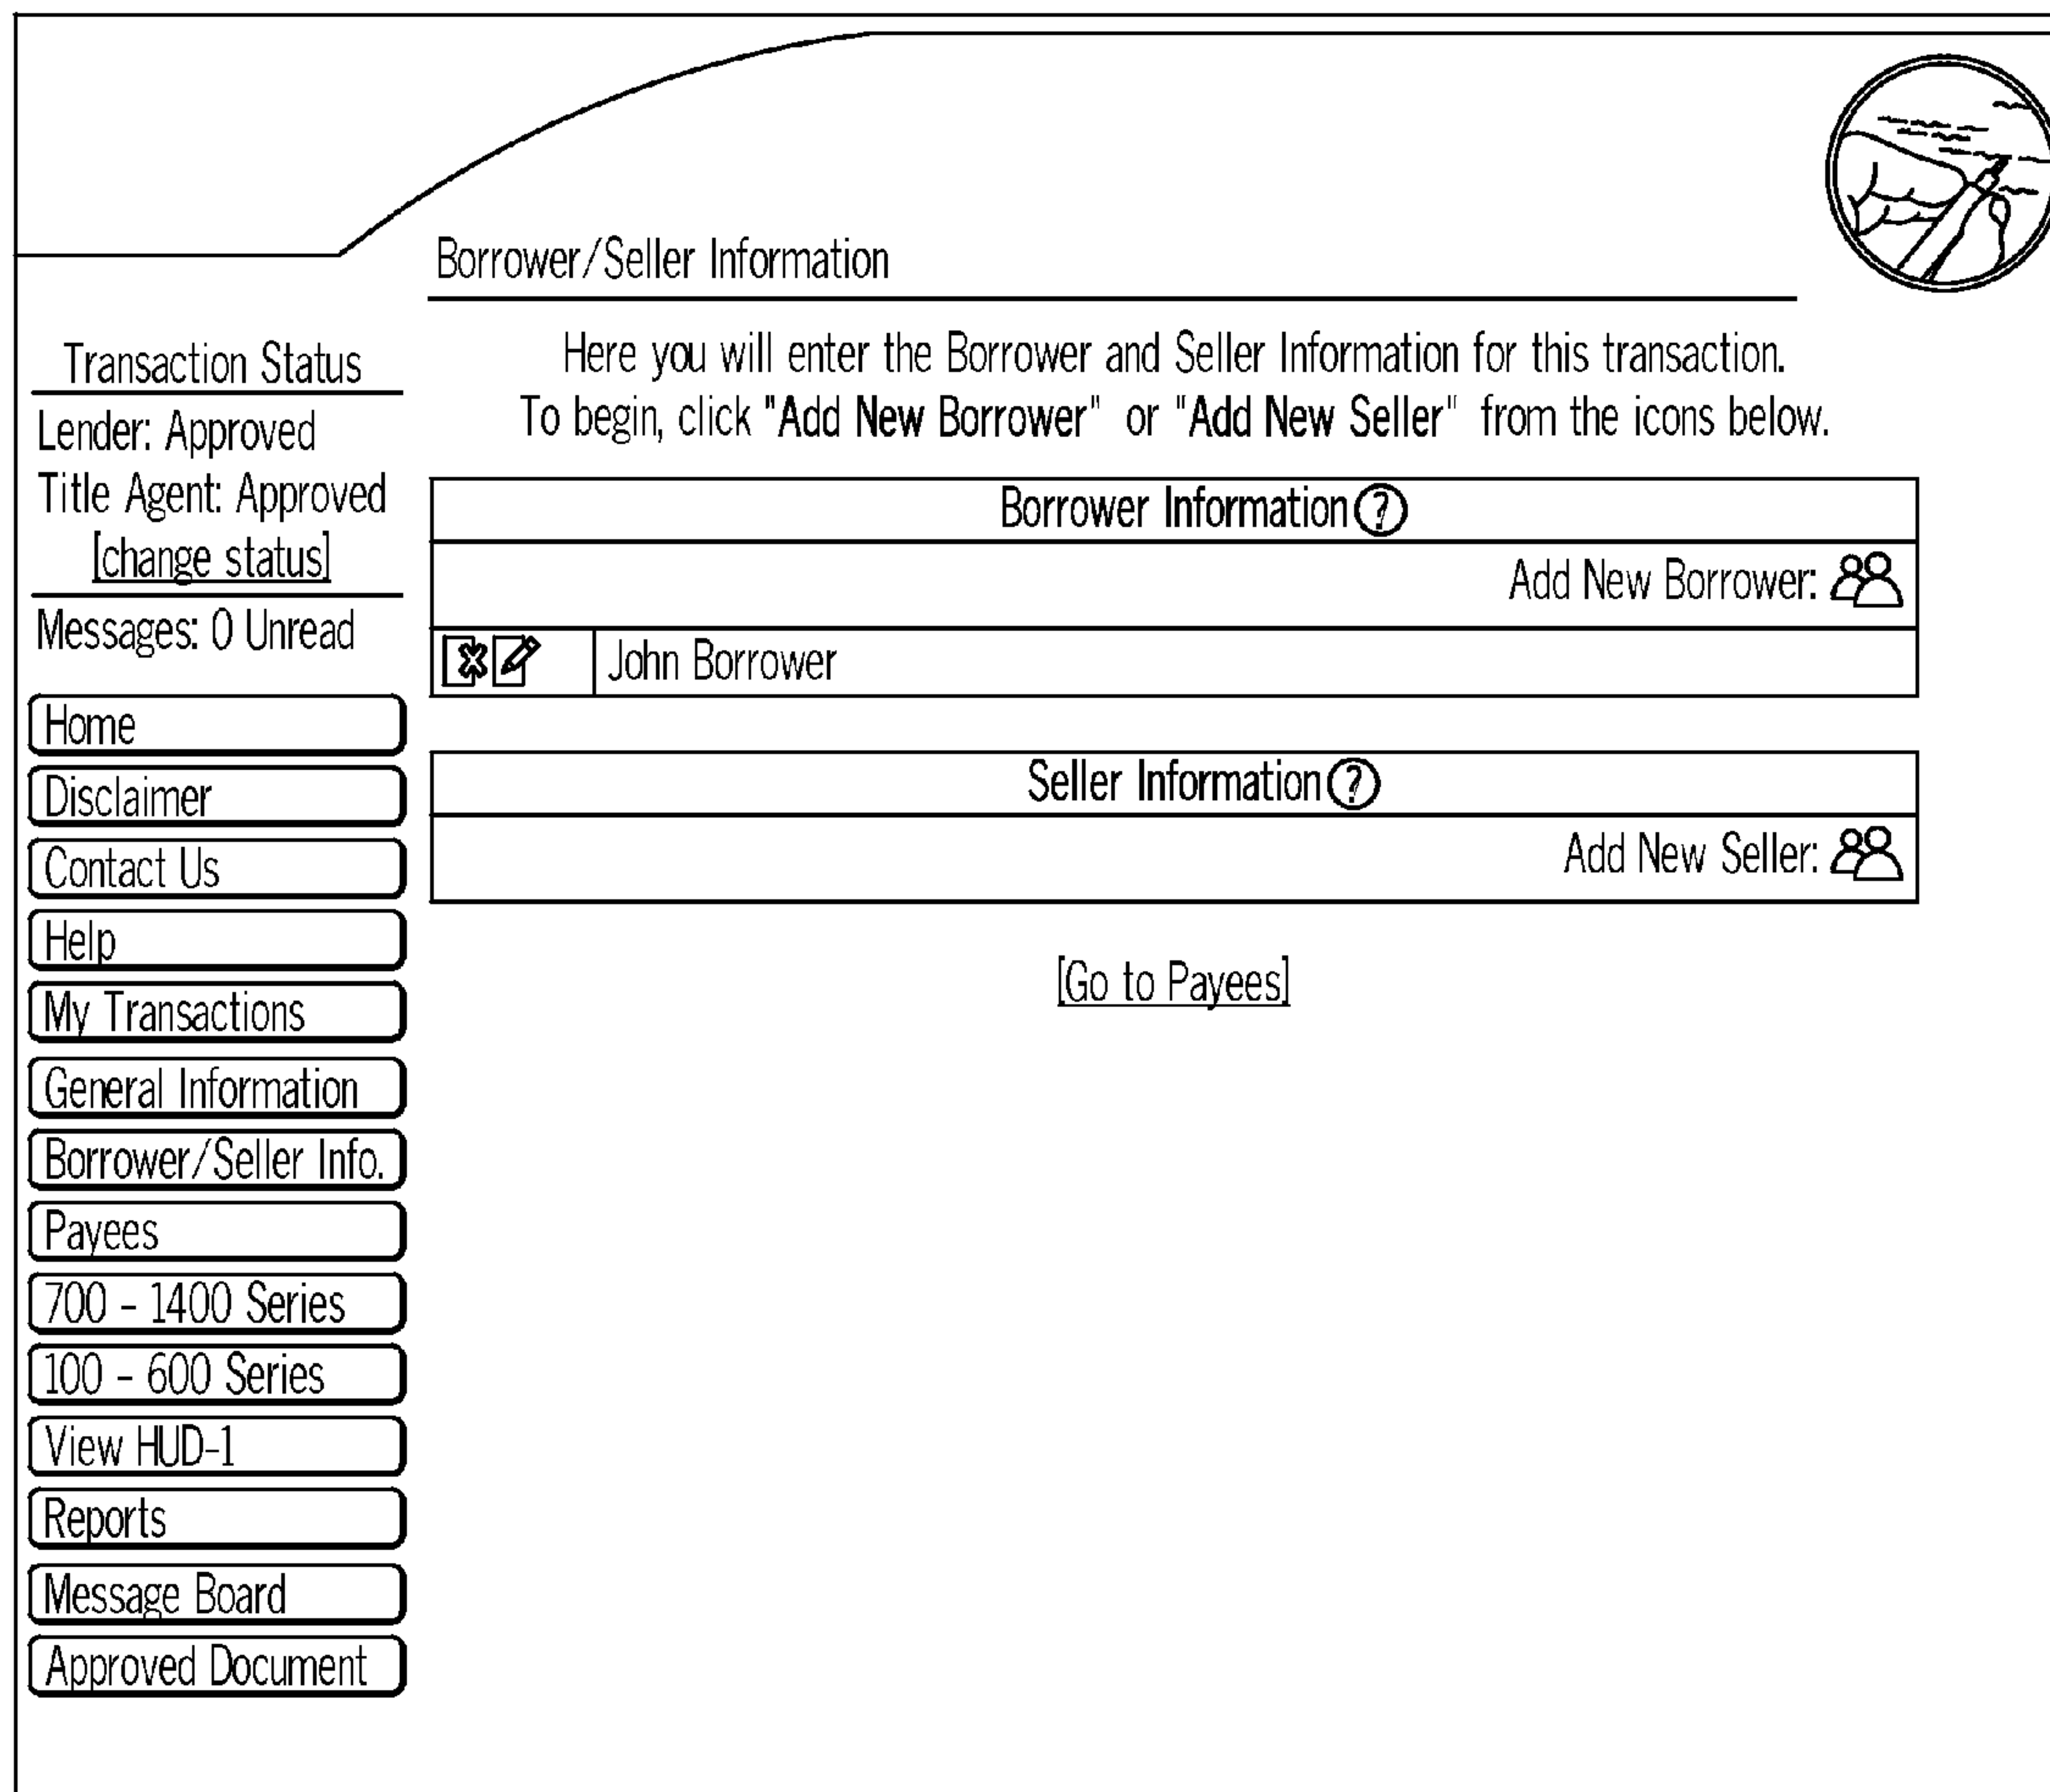 Borrower/Seller Information
Transaction Status
Lender: Approved
Title Agent: Approved
[change status]
Messages: 0 Unread
Home
Disclaimer
Contact Us
Help
My Transactions
General Information
Borrower/Seller Info.
Payees
700 - 1400 Series
100 - 600 Series
View HUD-1
Reports
Message Board
Approved Document
Here you will enter the Borrower and Seller Information for this transaction.
To begin, click "Add New Borrower" or "Add New Seller" from the icons below.
Borrower Information ?
Add New Borrower:
John Borrower
Seller Information ?
Add New Seller:
[Go to Payees]